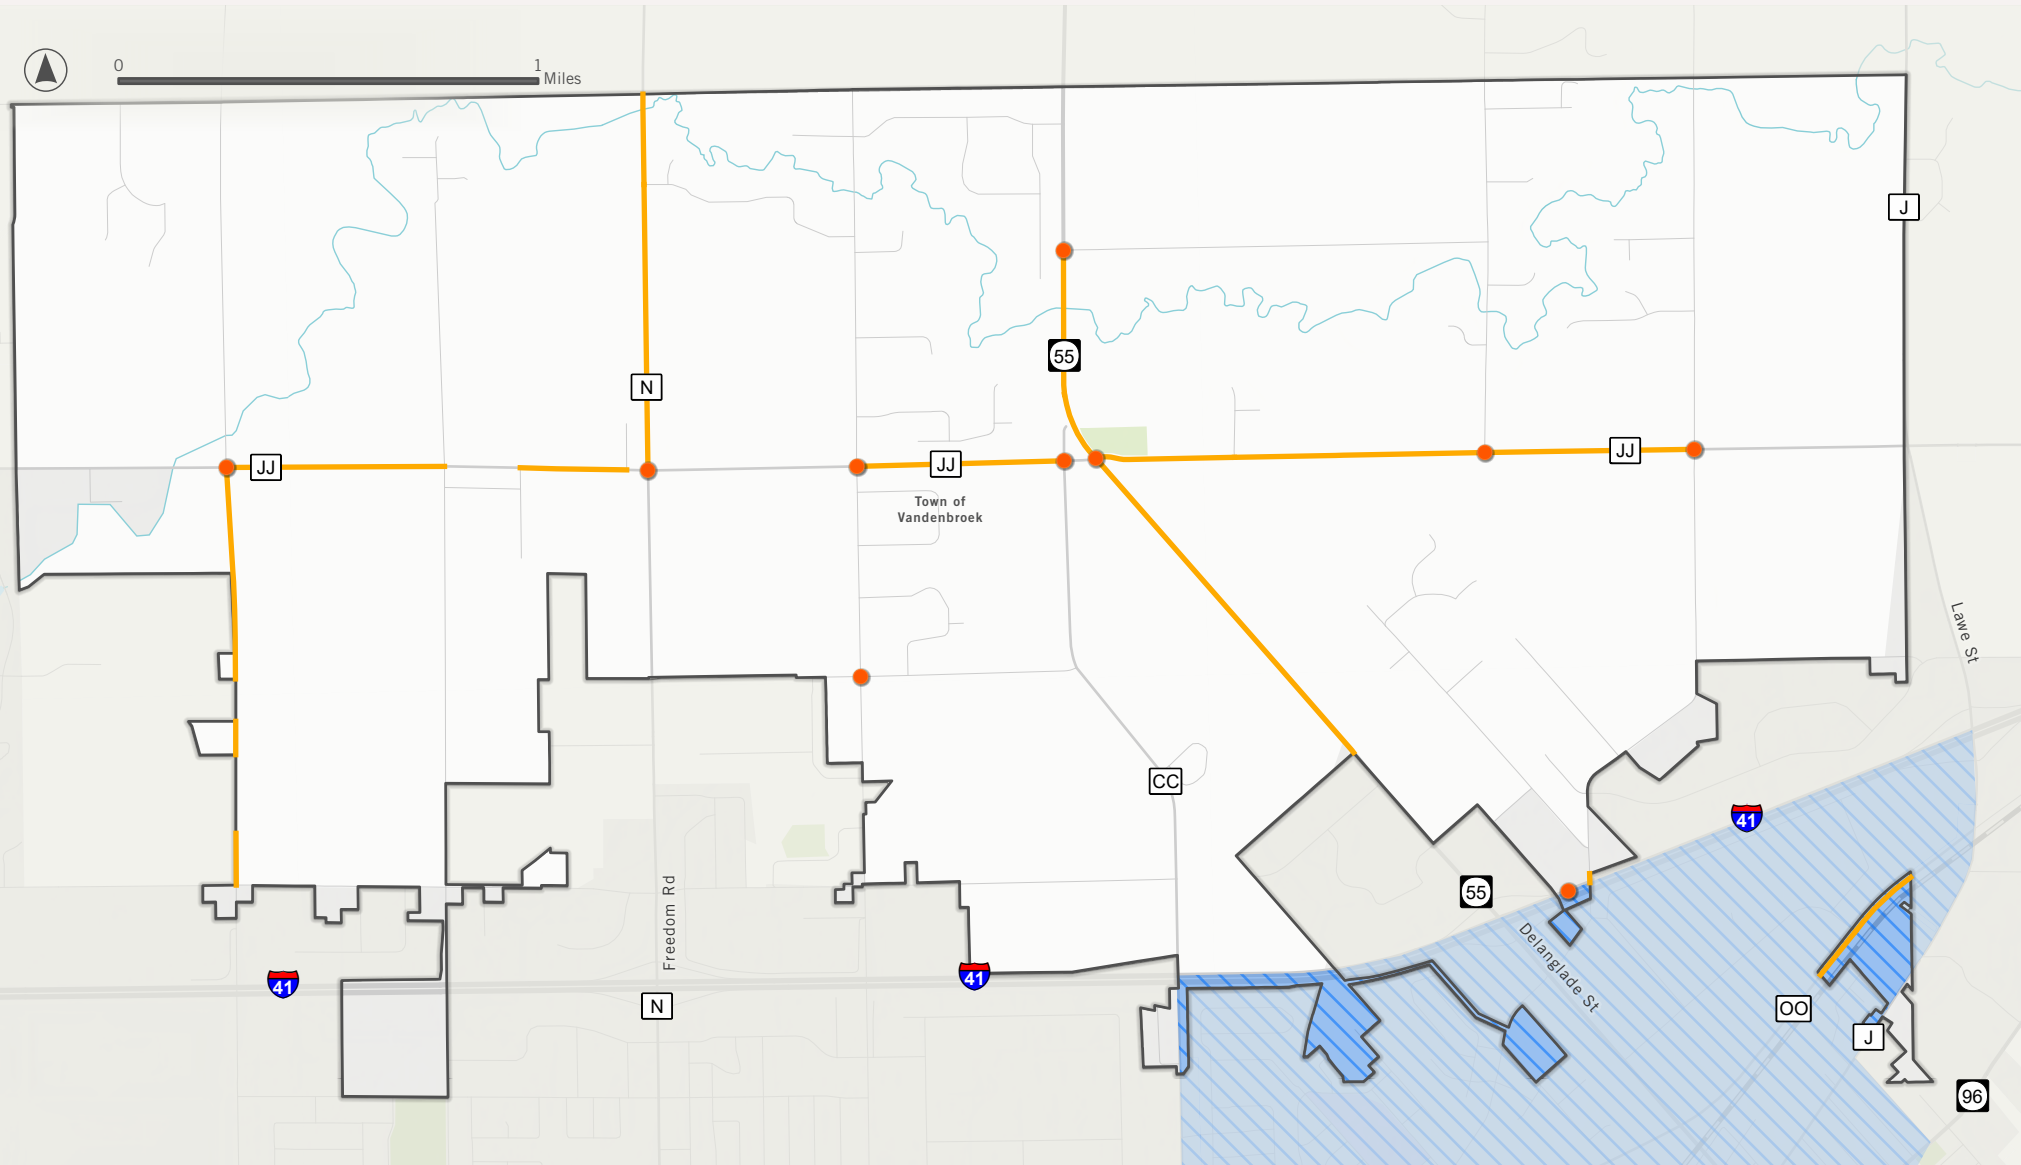 0 1
Miles
J
55
N
JJ
JJ
JJ
Town of
Vandenbroek
Lawe St
CC
41
55
Freedom Rd
Delanglade St
41
41
N
OO
J
96